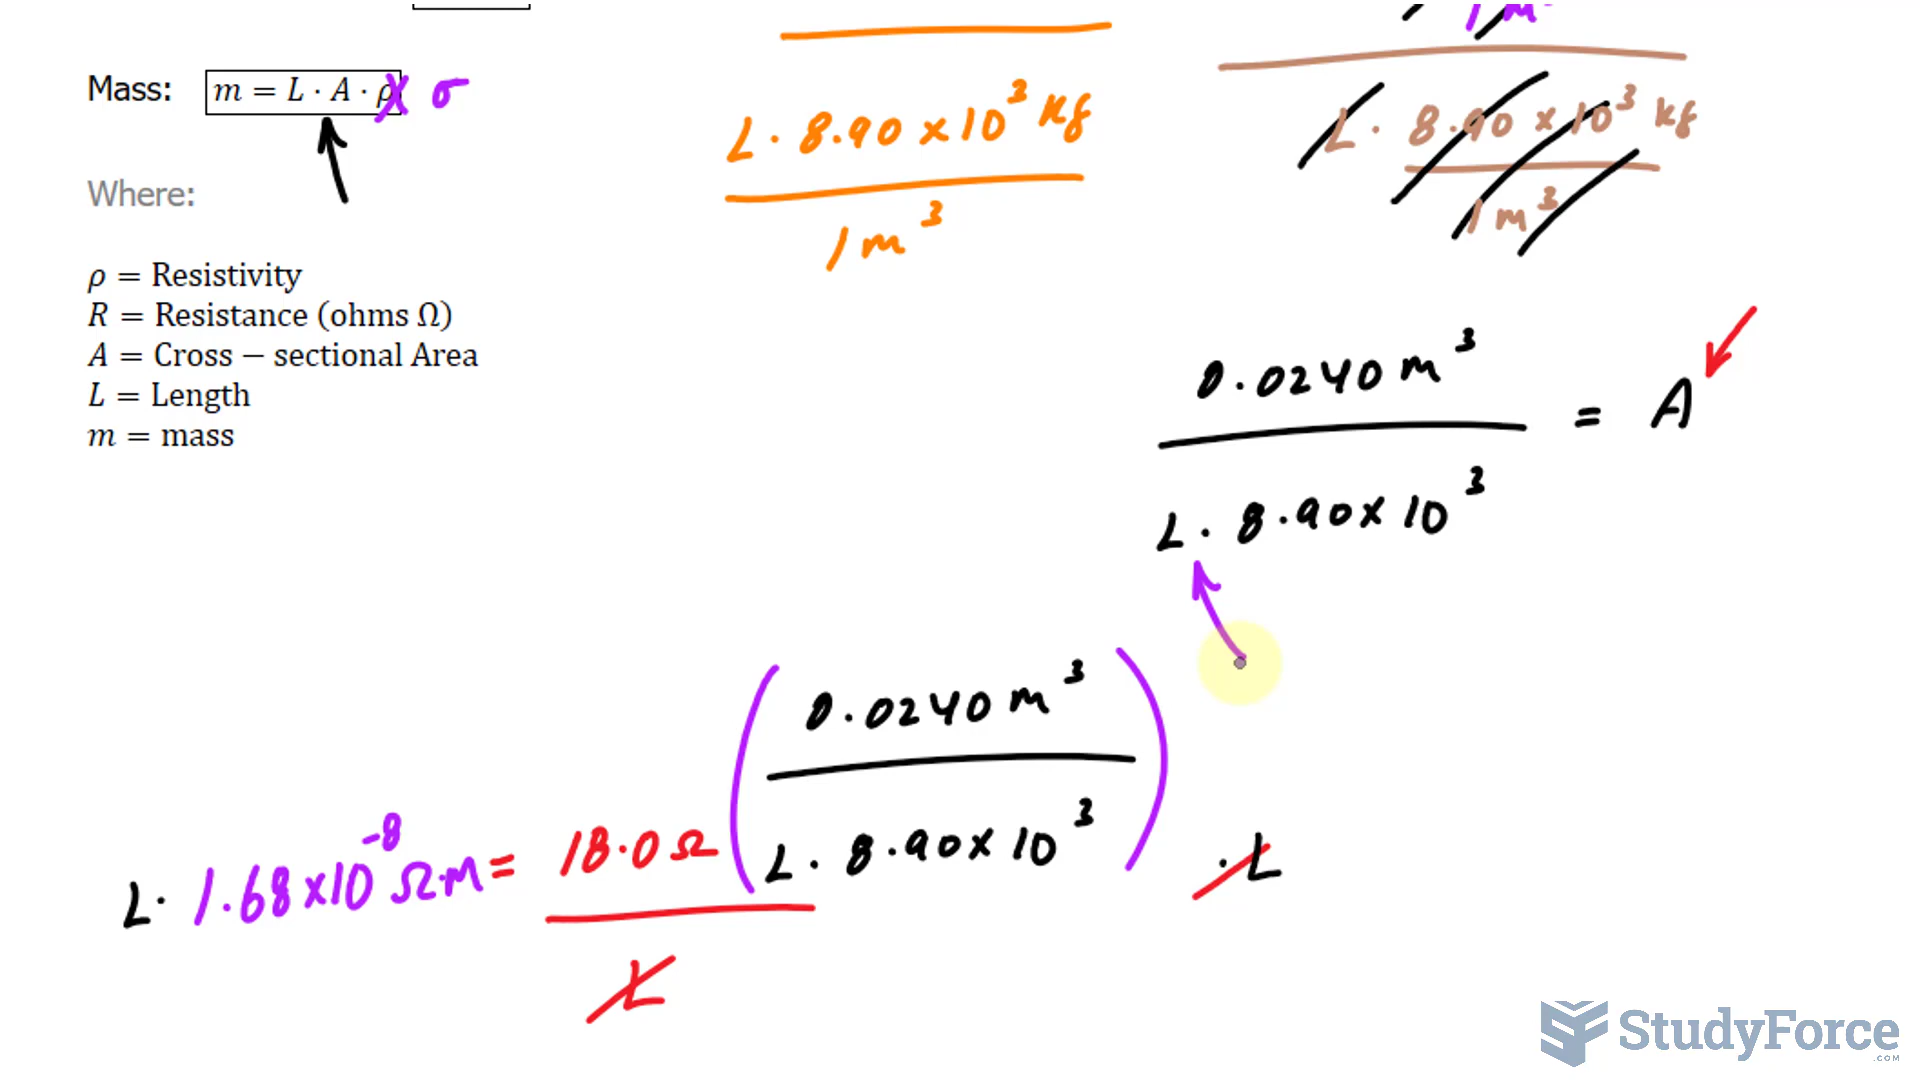 1 m
Mass: m = L · A · ρ σ
L · 8.90 x 10³ kg
1 m³
L · 8.90 x 10³ kg
1 m³
Where:
ρ = Resistivity
R = Resistance (ohms Ω)
A = Cross − sectional Area
L = Length
m = mass
0.0240 m³ = A
L · 8.90 x 10³
L · 1.68 x 10⁻⁸ Ω·m = 18.0 Ω ( 0.0240 m³ ) · L
L · 8.90 x 10³
L
StudyForce
.COM